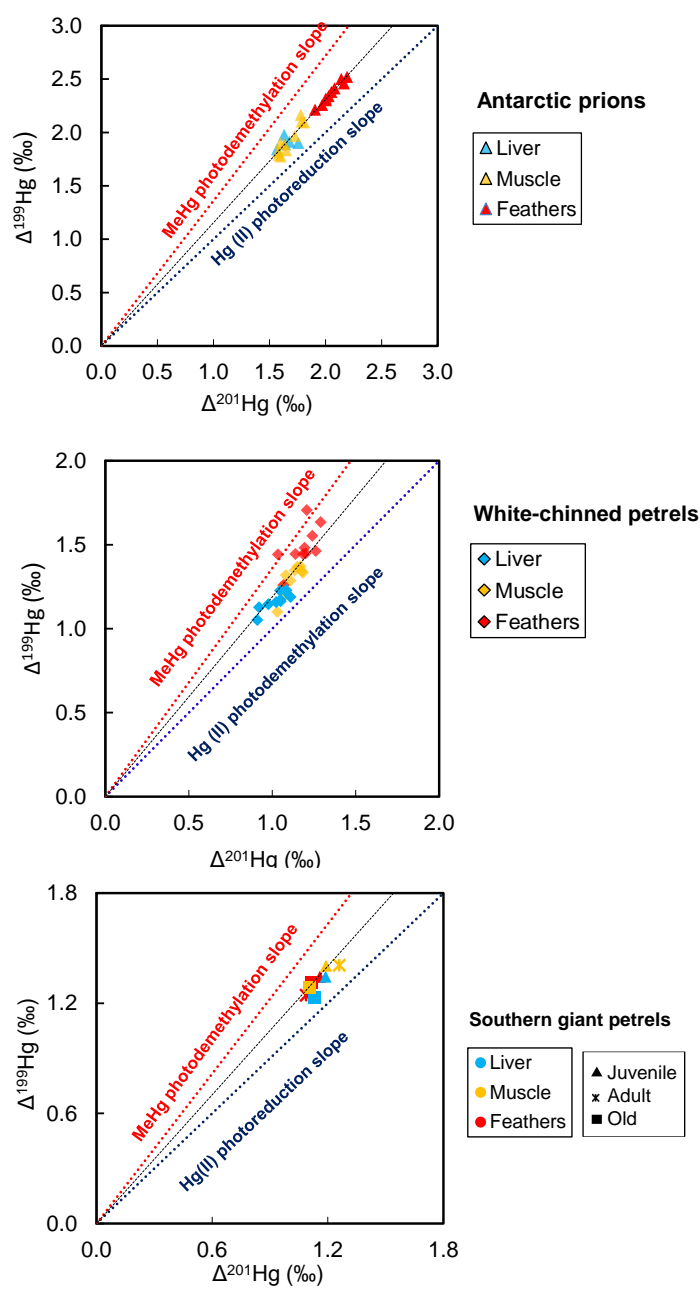 3.0
2.5
2.0
1.5
1.0
0.5
0.0
Δ¹⁹⁹Hg (‰)
MeHg photodemethylation slope
Hg (II) photoreduction slope
0.0 0.5 1.0 1.5 2.0 2.5 3.0
Δ²⁰¹Hg (‰)
Antarctic prions
Liver
Muscle
Feathers
2.0
1.5
1.0
0.5
0.0
Δ¹⁹⁹Hg (‰)
MeHg photodemethylation slope
Hg (II) photodemethylation slope
0.0 0.5 1.0 1.5 2.0
Δ²⁰¹Hg (‰)
White-chinned petrels
Liver
Muscle
Feathers
1.8
1.2
0.6
0.0
Δ¹⁹⁹Hg (‰)
MeHg photodemethylation slope
Hg(II) photoreduction slope
0.0 0.6 1.2 1.8
Δ²⁰¹Hg (‰)
Southern giant petrels
Liver
Muscle
Feathers
Juvenile
Adult
Old